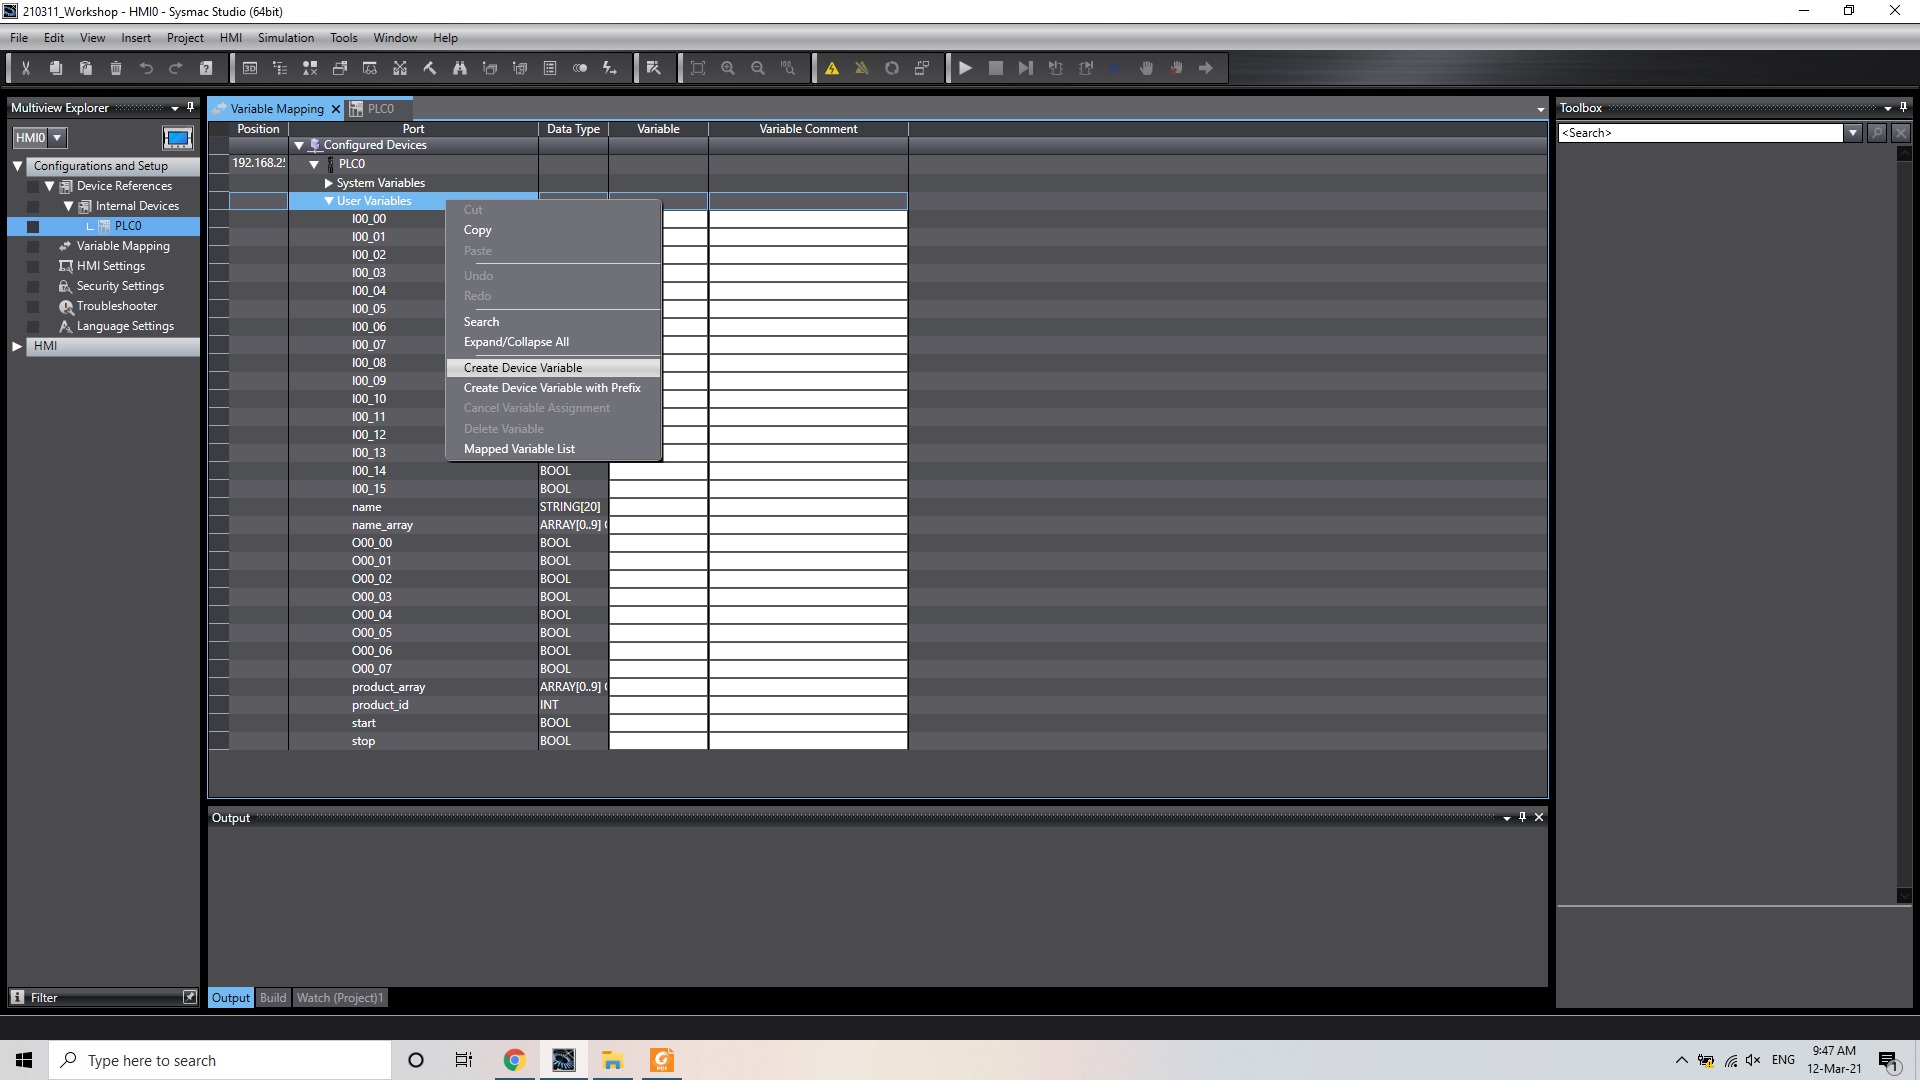 210311_Workshop - HMI0 - Sysmac Studio (64bit)
File Edit View Insert Project HMI Simulation Tools Window Help
Multiview Explorer
HMI0
Configurations and Setup
Device References
Internal Devices
PLC0
Variable Mapping
HMI Settings
Security Settings
Troubleshooter
Language Settings
HMI
Filter
Variable Mapping PLC0
Position Port Data Type Variable Variable Comment
Configured Devices
192.168.25 PLC0
System Variables
User Variables
I00_00
I00_01
I00_02
I00_03
I00_04
I00_05
I00_06
I00_07
I00_08
I00_09
I00_10
I00_11
I00_12
I00_13
I00_14 BOOL
I00_15 BOOL
name STRING[20]
name_array ARRAY[0..9]
O00_00 BOOL
O00_01 BOOL
O00_02 BOOL
O00_03 BOOL
O00_04 BOOL
O00_05 BOOL
O00_06 BOOL
O00_07 BOOL
product_array ARRAY[0..9]
product_id INT
start BOOL
stop BOOL
Cut
Copy
Paste
Undo
Redo
Search
Expand/Collapse All
Create Device Variable
Create Device Variable with Prefix
Cancel Variable Assignment
Delete Variable
Mapped Variable List
Output
Output Build Watch (Project)1
Toolbox
<Search>
Type here to search
ENG
9:47 AM
12-Mar-21
1